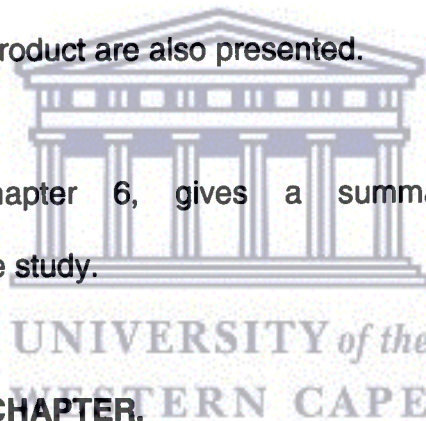 roduct are also presented.
hapter 6, gives a summa
e study.
UNIVERSITY of the
WESTERN CAPE
CHAPTER.